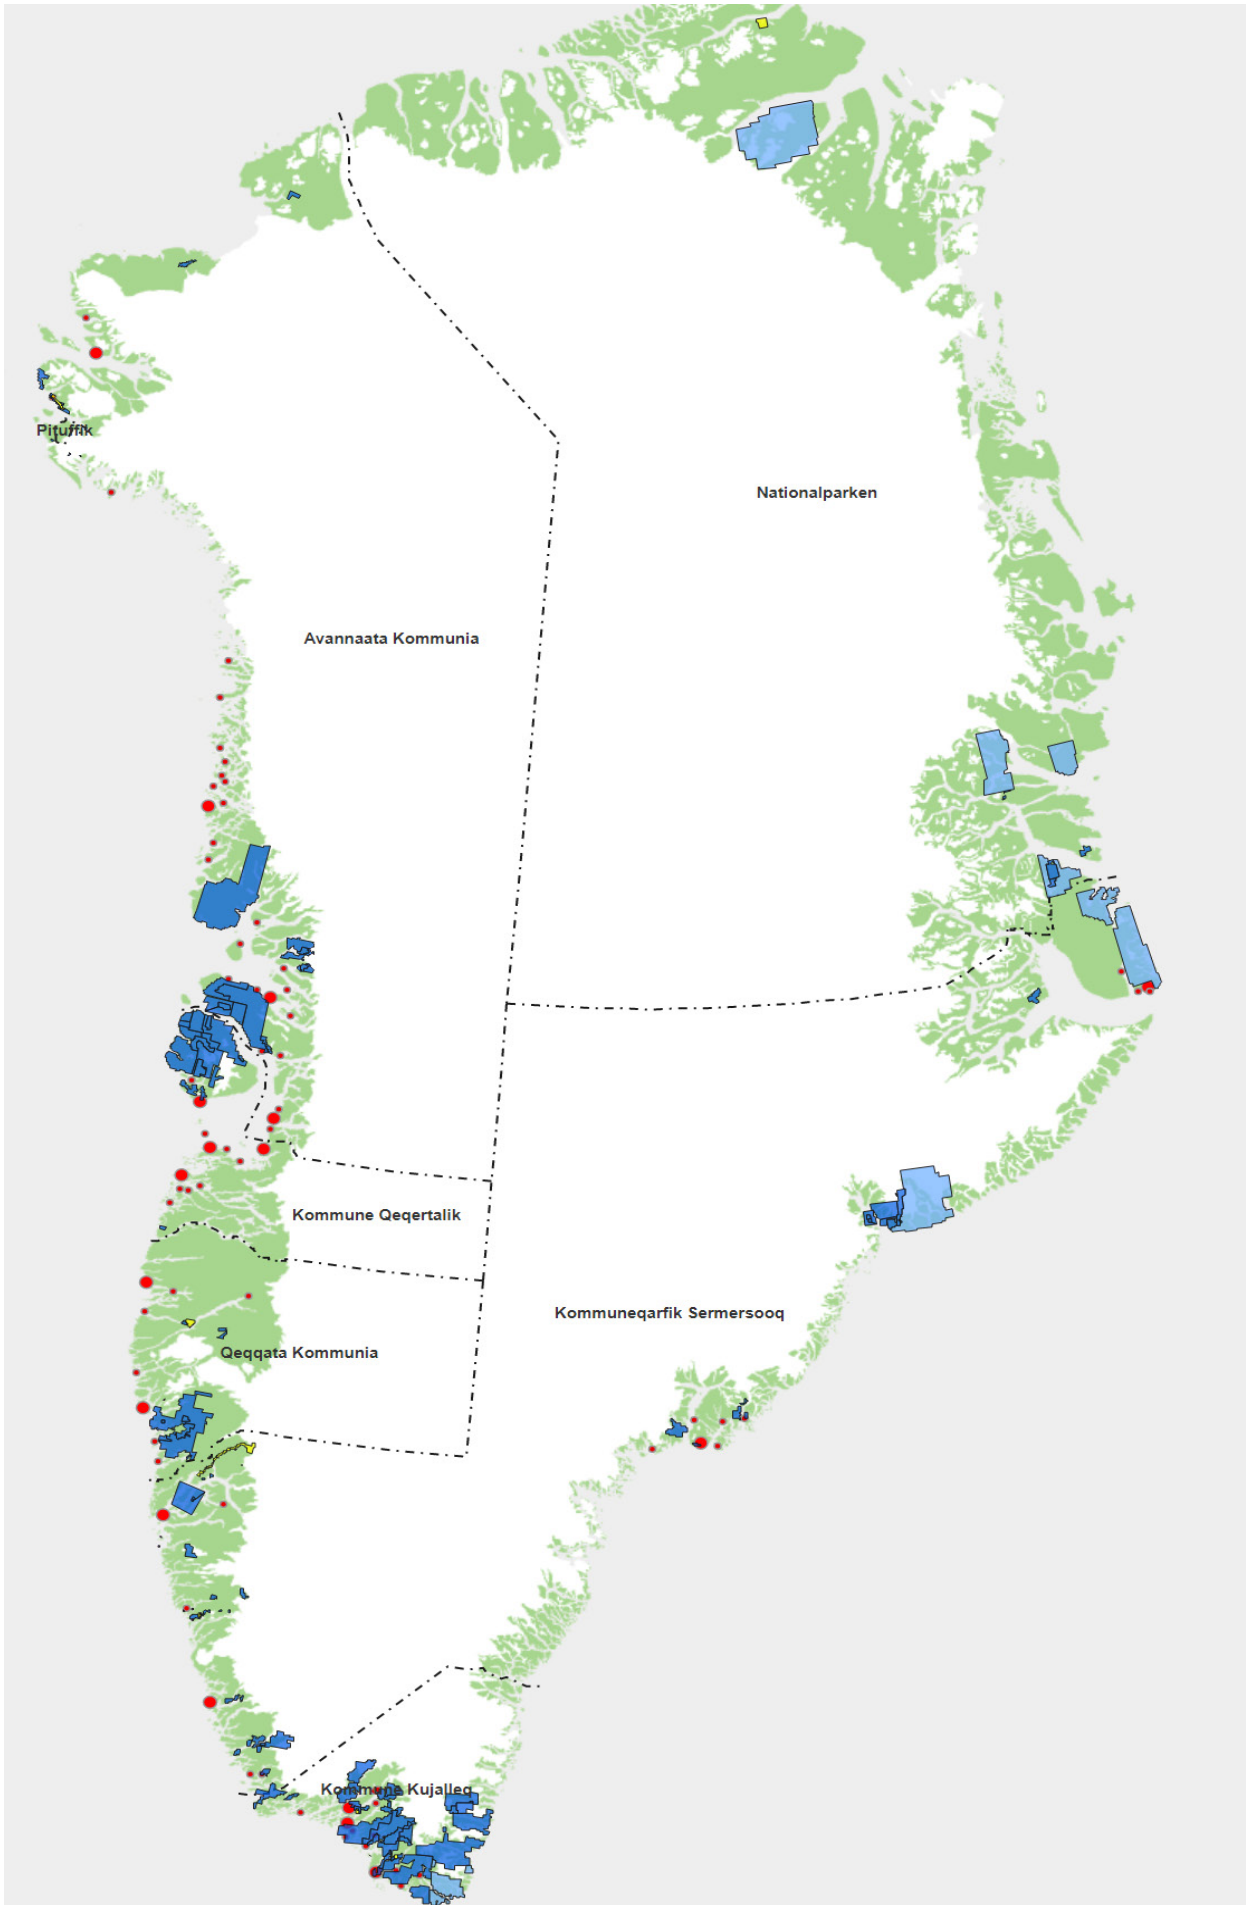 Pituffik
Nationalparken
Avannaata Kommunia
Kommune Qeqertalik
Kommuneqarfik Sermersooq
Qeqqata Kommunia
Kommune Kujalleq